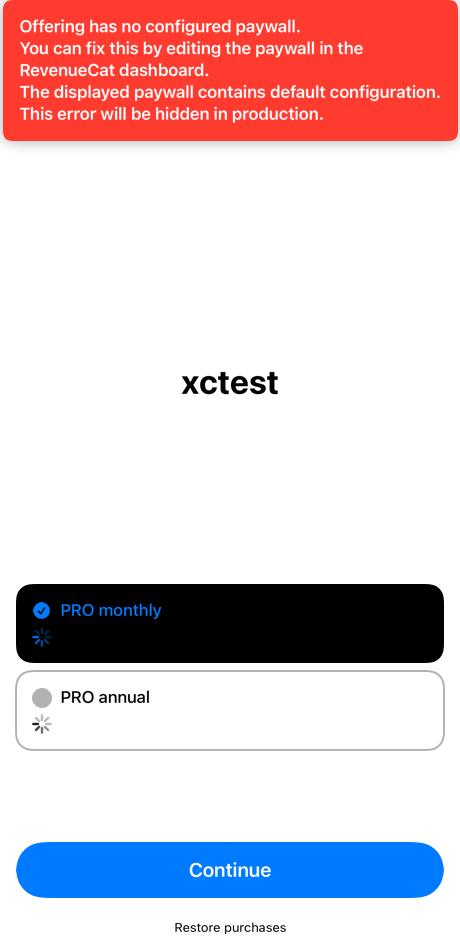 Offering has no configured paywall.
You can fix this by editing the paywall in the
RevenueCat dashboard.
The displayed paywall contains default configuration.
This error will be hidden in production.
xctest
PRO monthly
PRO annual
Continue
Restore purchases